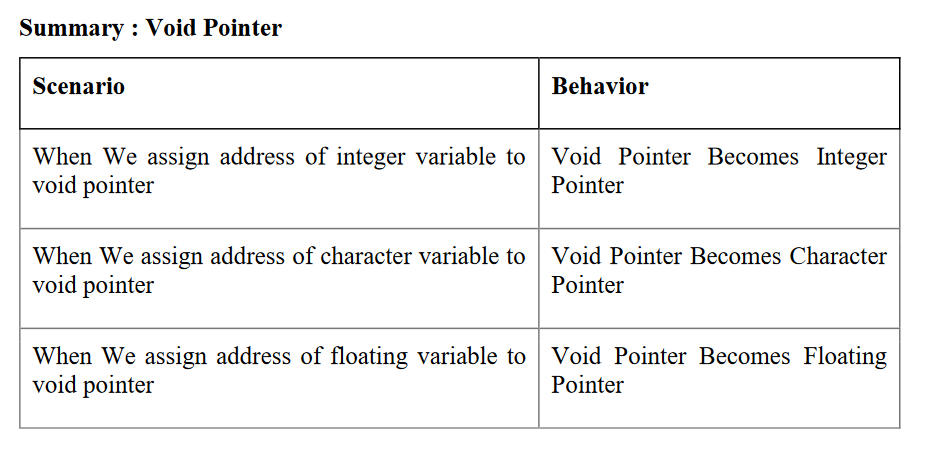 Summary : Void Pointer
Scenario
Behavior
When We assign address of integer variable to
void pointer
Void Pointer Becomes Integer
Pointer
When We assign address of character variable to
void pointer
Void Pointer Becomes Character
Pointer
When We assign address of floating variable to
void pointer
Void Pointer Becomes Floating
Pointer